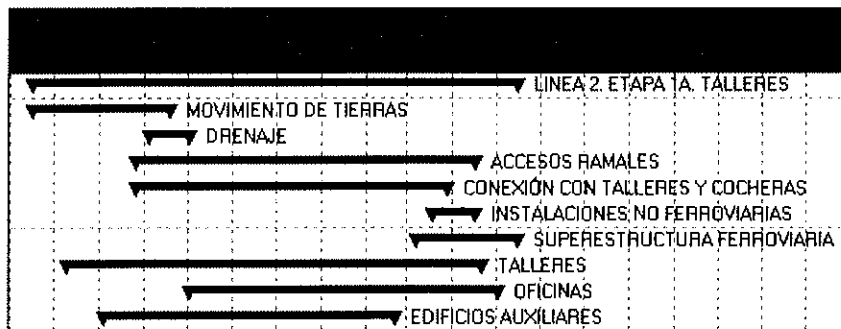 LINEA 2. ETAPA 1A. TALLERES
MOVIMIENTO DE TIERRAS
DRENAJE
ACCESOS RAMALES
CONEXIÓN CON TALLERES Y COCHERAS
INSTALACIONES NO FERROVIARIAS
SUPERESTRUCTURA FERROVIARIA
TALLERES
OFICINAS
EDIFICIOS AUXILIARES